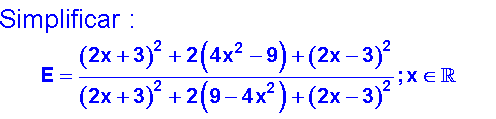 Simplificar :
E = \frac{(2x+3)^2+2(4x^2-9)+(2x-3)^2}{(2x+3)^2+2(9-4x^2)+(2x-3)^2} ; x ∈ ℝ